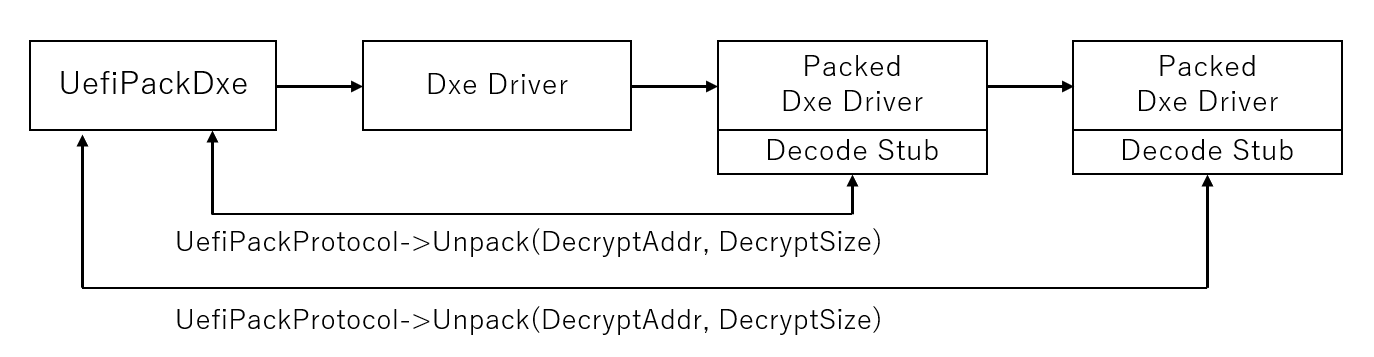 UefiPackDxe
Dxe Driver
Packed
Dxe Driver
Decode Stub
Packed
Dxe Driver
Decode Stub
UefiPackProtocol->Unpack(DecryptAddr, DecryptSize)
UefiPackProtocol->Unpack(DecryptAddr, DecryptSize)